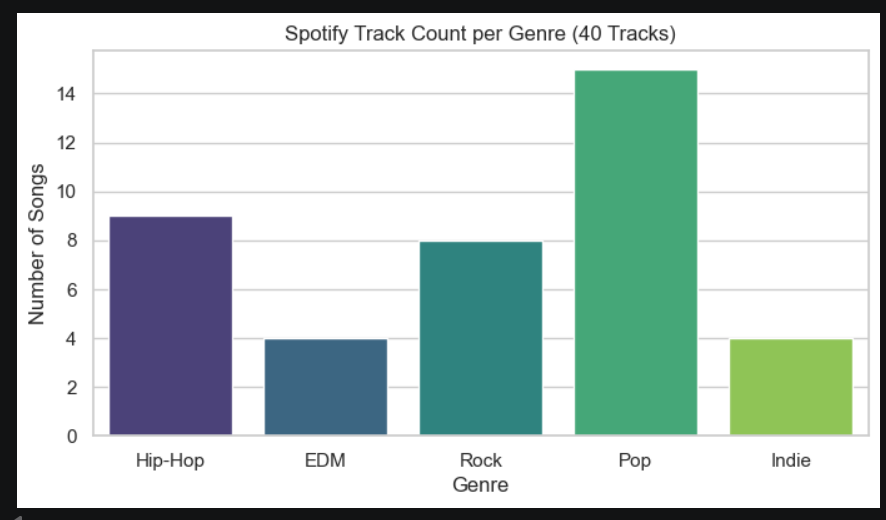 Spotify Track Count per Genre (40 Tracks)
Number of Songs
14
12
10
8
6
4
2
0
Hip-Hop EDM Rock Pop Indie
Genre